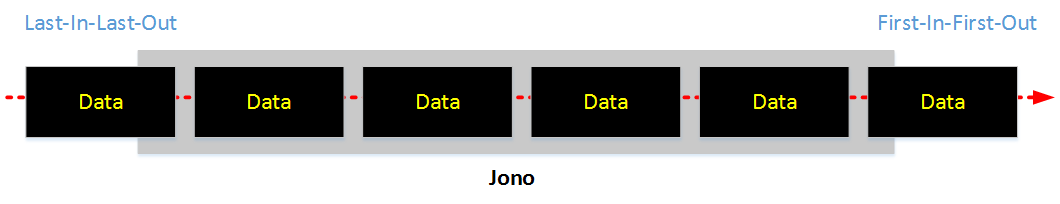 Last-In-Last-Out First-In-First-Out
Data Data Data Data Data Data
Jono